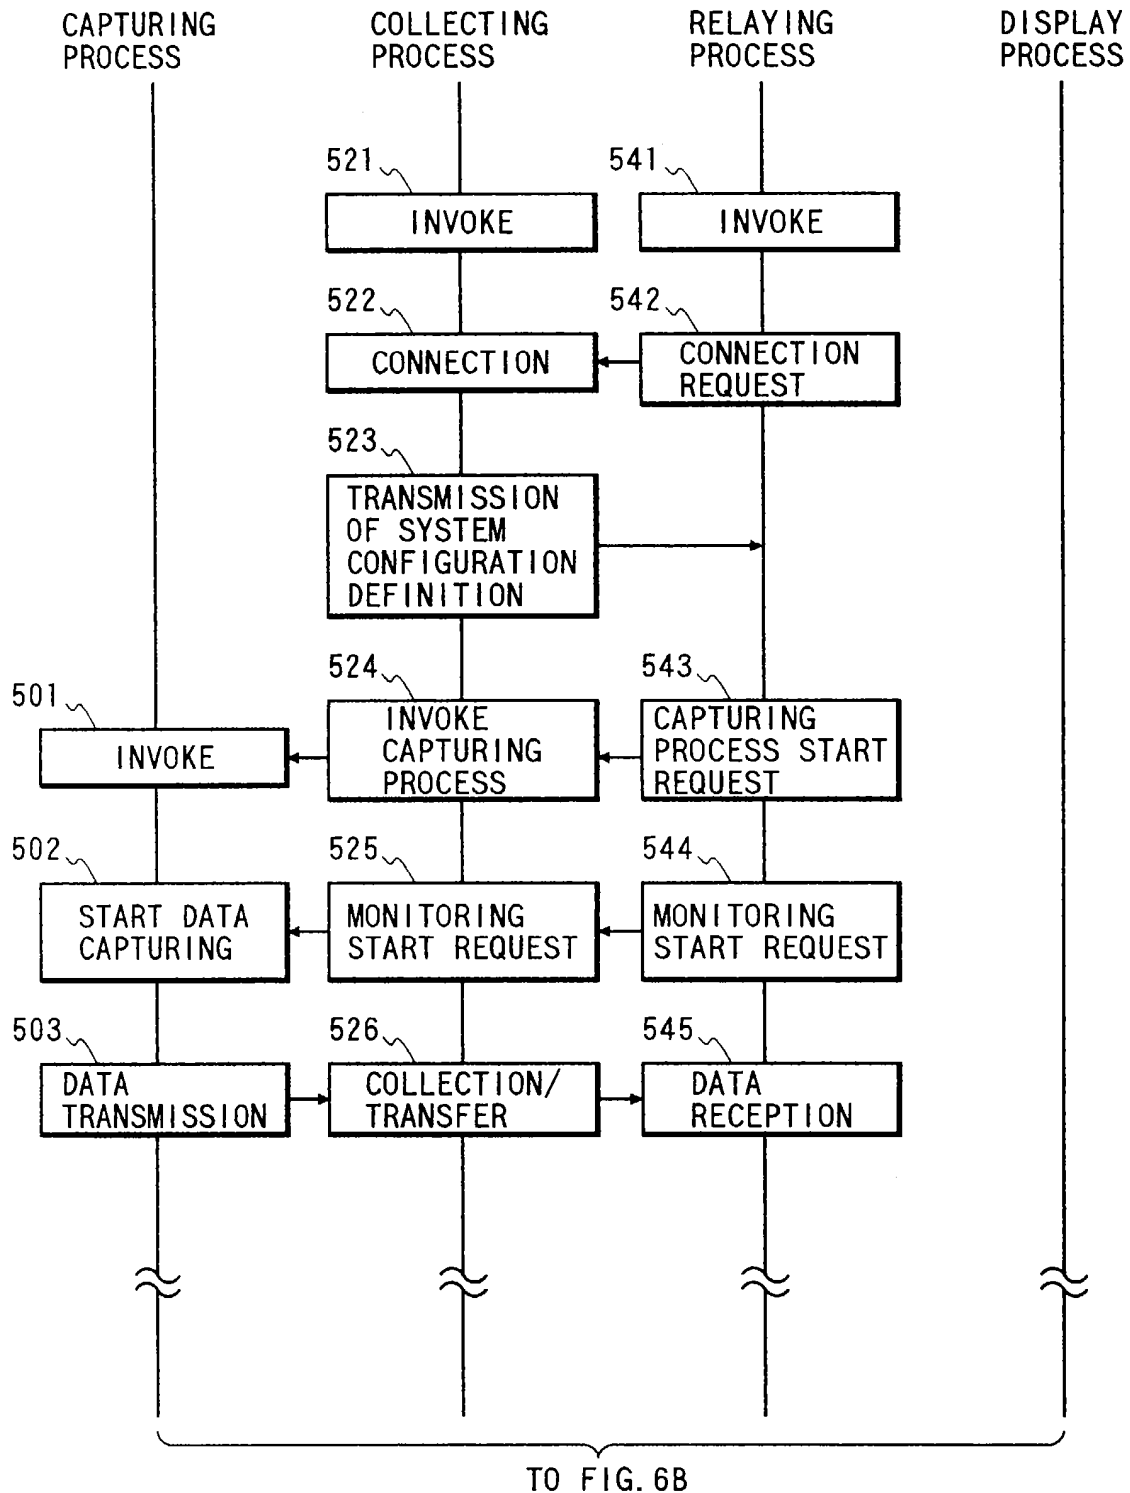 CAPTURING
PROCESS
COLLECTING
PROCESS
RELAYING
PROCESS
DISPLAY
PROCESS
521
INVOKE
541
INVOKE
522
CONNECTION
542
CONNECTION
REQUEST
523
TRANSMISSION
OF SYSTEM
CONFIGURATION
DEFINITION
501
INVOKE
524
INVOKE
CAPTURING
PROCESS
543
CAPTURING
PROCESS START
REQUEST
502
START DATA
CAPTURING
525
MONITORING
START REQUEST
544
MONITORING
START REQUEST
503
DATA
TRANSMISSION
526
COLLECTION/
TRANSFER
545
DATA
RECEPTION
TO FIG. 6B